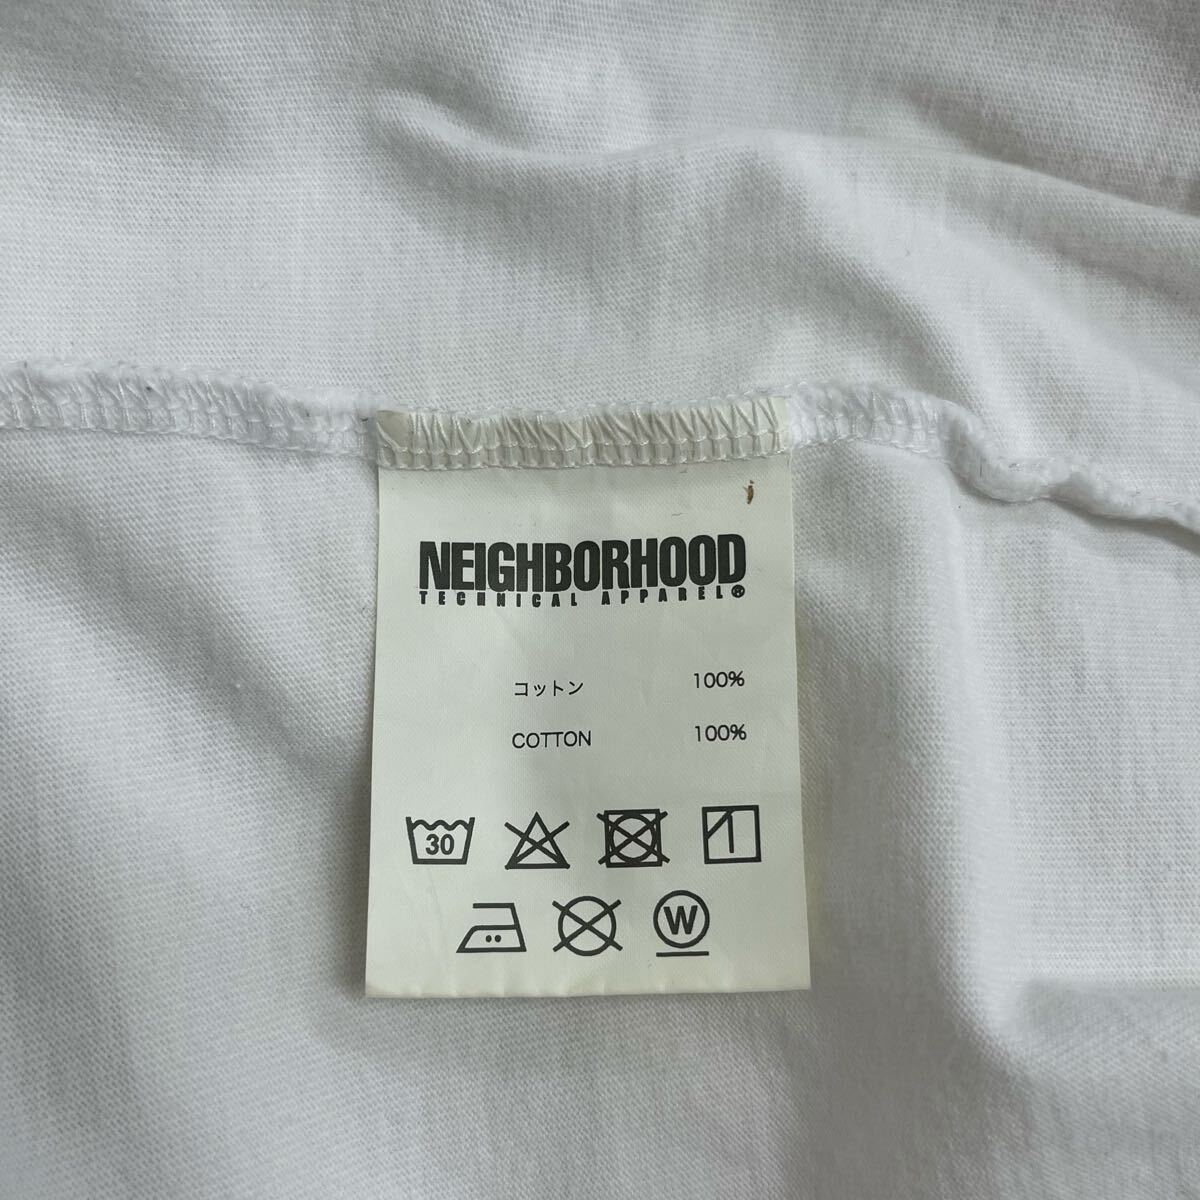 NEIGHBORHOOD
TECHNICAL APPAREL®
コットン 100%
COTTON 100%
30
W